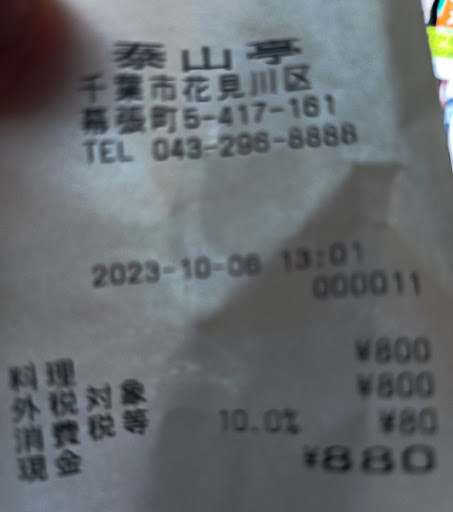 泰山亭
千葉市花見川区
幕張町5-417-161
TEL 043-296-8888
2023-10-06 13:01
000011
料理 ¥800
外税対象 ¥800
消費税等 10.0% ¥80
現金 ¥880